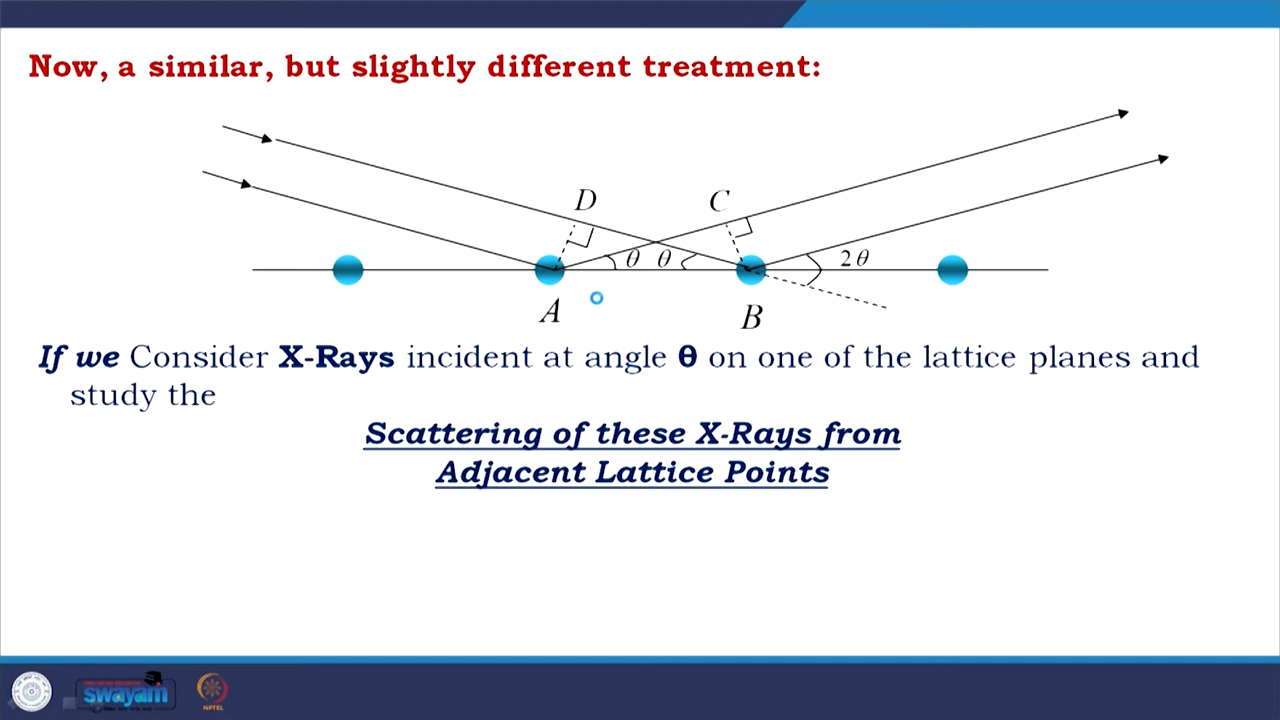 Now, a similar, but slightly different treatment:
D C
θ θ 2θ
A B
If we Consider X-Rays incident at angle θ on one of the lattice planes and
study the
Scattering of these X-Rays from
Adjacent Lattice Points
swayam
NPTEL